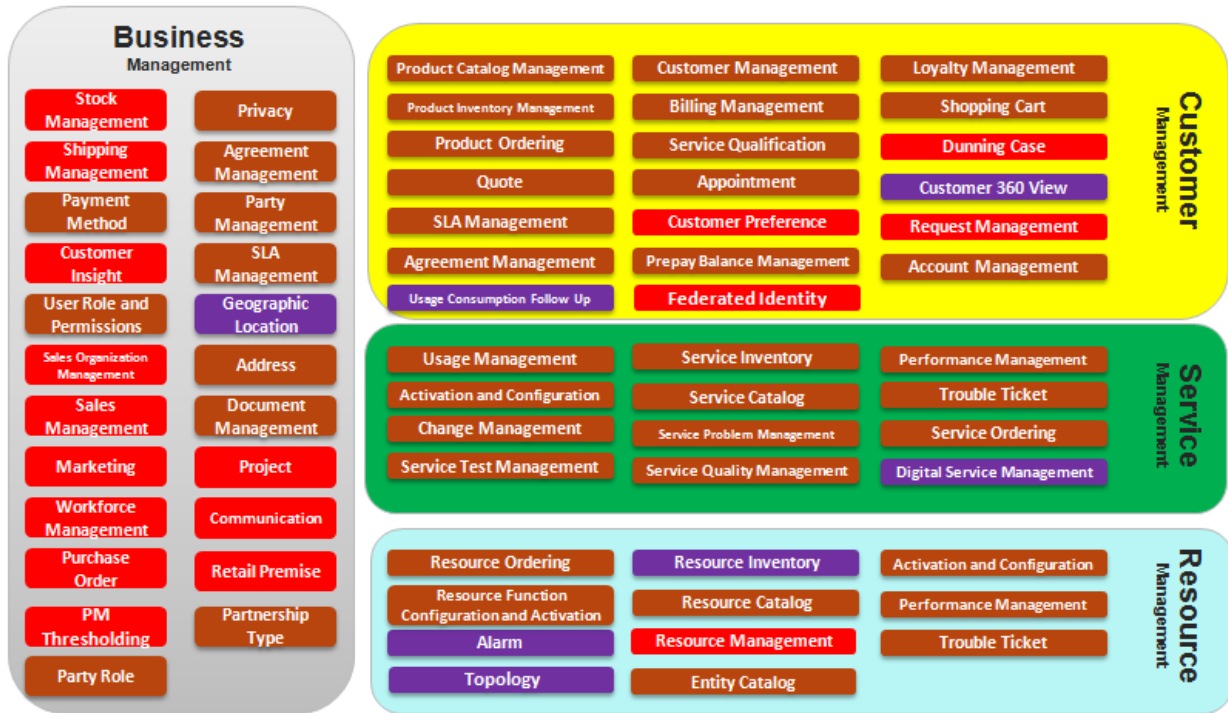 Business
Management
Stock
Management
Privacy
Shipping
Management
Agreement
Management
Payment
Method
Party
Management
Customer
Insight
SLA
Management
User Role and
Permissions
Geographic
Location
Sales Organization
Management
Address
Sales
Management
Document
Management
Marketing
Project
Workforce
Management
Communication
Purchase
Order
Retail Premise
PM
Thresholding
Partnership
Type
Party Role
Product Catalog Management
Customer Management
Loyalty Management
Product Inventory Management
Billing Management
Shopping Cart
Product Ordering
Service Qualification
Dunning Case
Quote
Appointment
Customer 360 View
SLA Management
Customer Preference
Request Management
Agreement Management
Prepay Balance Management
Account Management
Usage Consumption Follow Up
Federated Identity
Customer
Management
Usage Management
Service Inventory
Performance Management
Activation and Configuration
Service Catalog
Trouble Ticket
Change Management
Service Problem Management
Service Ordering
Service Test Management
Service Quality Management
Digital Service Management
Service
Management
Resource Ordering
Resource Inventory
Activation and Configuration
Resource Function
Configuration and Activation
Resource Catalog
Performance Management
Alarm
Resource Management
Trouble Ticket
Topology
Entity Catalog
Resource
Management